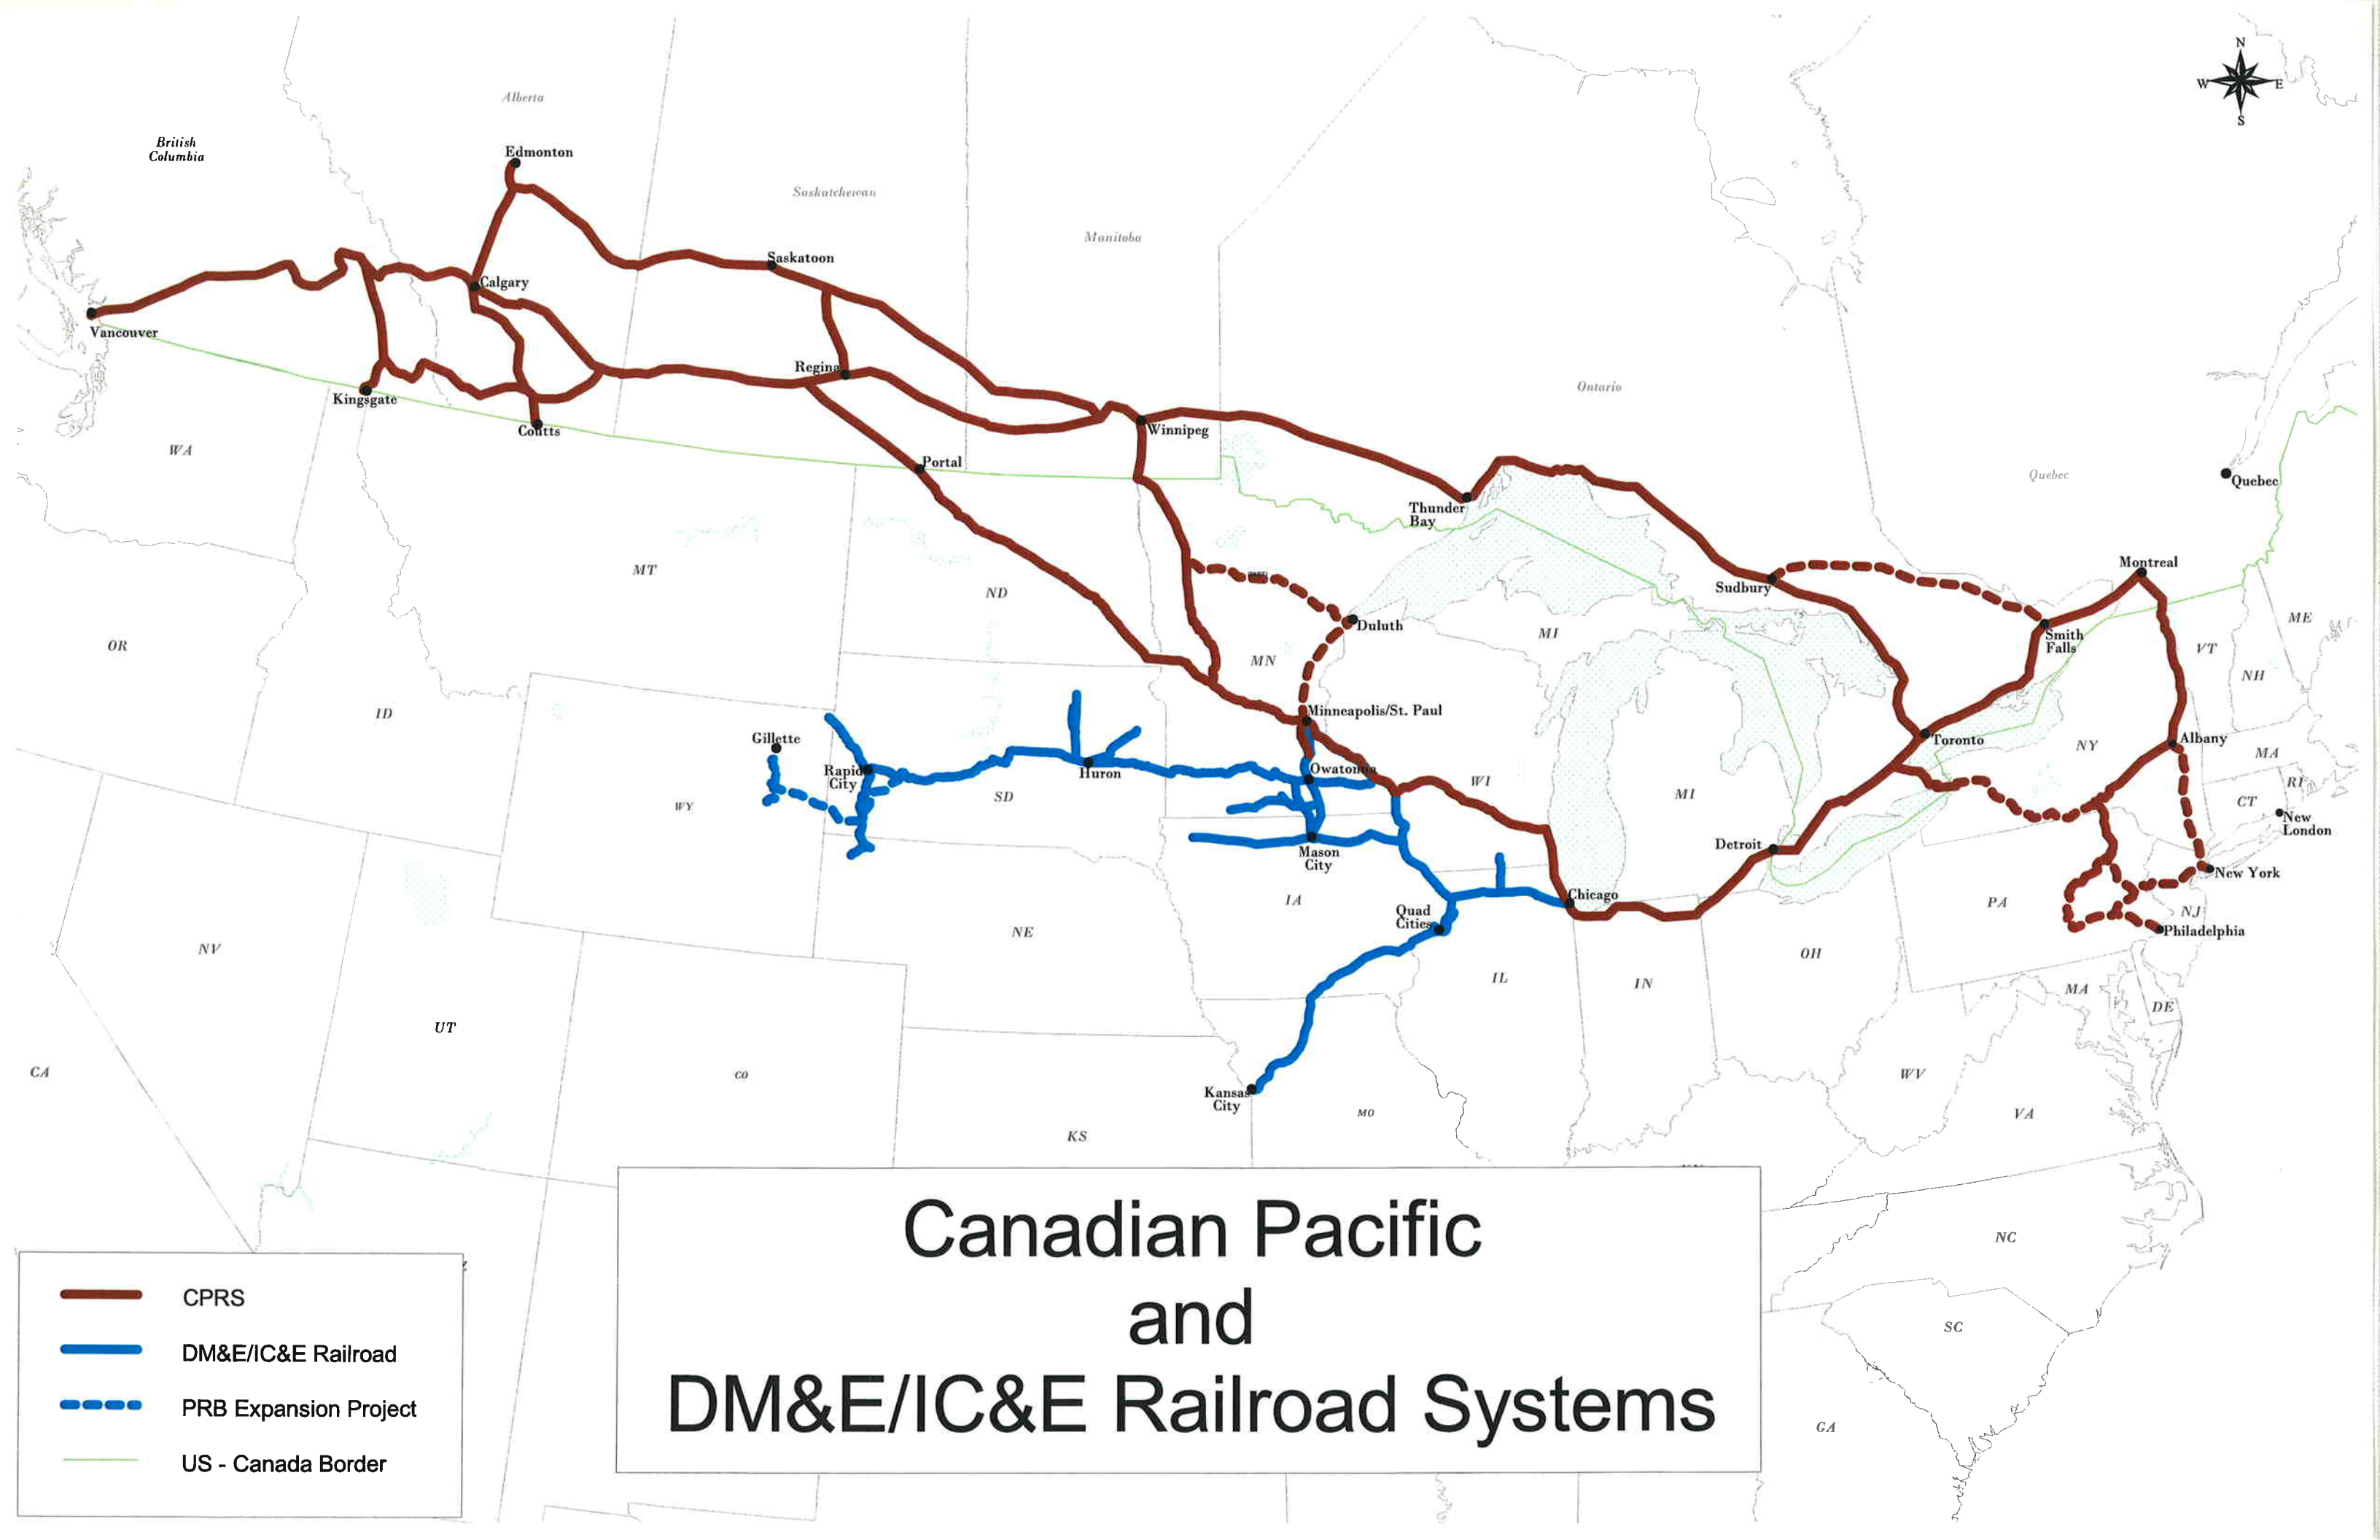 N
W
E
S
Alberta
British
Columbia
Edmonton
Saskatchewan
Manitoba
Saskatoon
Calgary
Vancouver
Regina
Kingsgate
Coutts
Winnipeg
Ontario
WA
Portal
Thunder
Bay
Quebec
Quebec
MT
ND
Sudbury
Montreal
Duluth
MI
Smith
Falls
ME
VT
OR
MN
NH
ID
Minneapolis/St. Paul
Gillette
Toronto
NY
Albany
MA
Rapid
City
Huron
Owatonna
WI
RI
WY
SD
MI
CT
New
London
Mason
City
Detroit
New York
IA
Chicago
PA
NJ
Quad
Cities
Philadelphia
NV
NE
OH
IL
IN
MA
DE
UT
CA
CO
Kansas
City
MO
WV
VA
KS
NC
SC
GA
Canadian Pacific
and
DM&E/IC&E Railroad Systems
CPRS
DM&E/IC&E Railroad
PRB Expansion Project
US - Canada Border